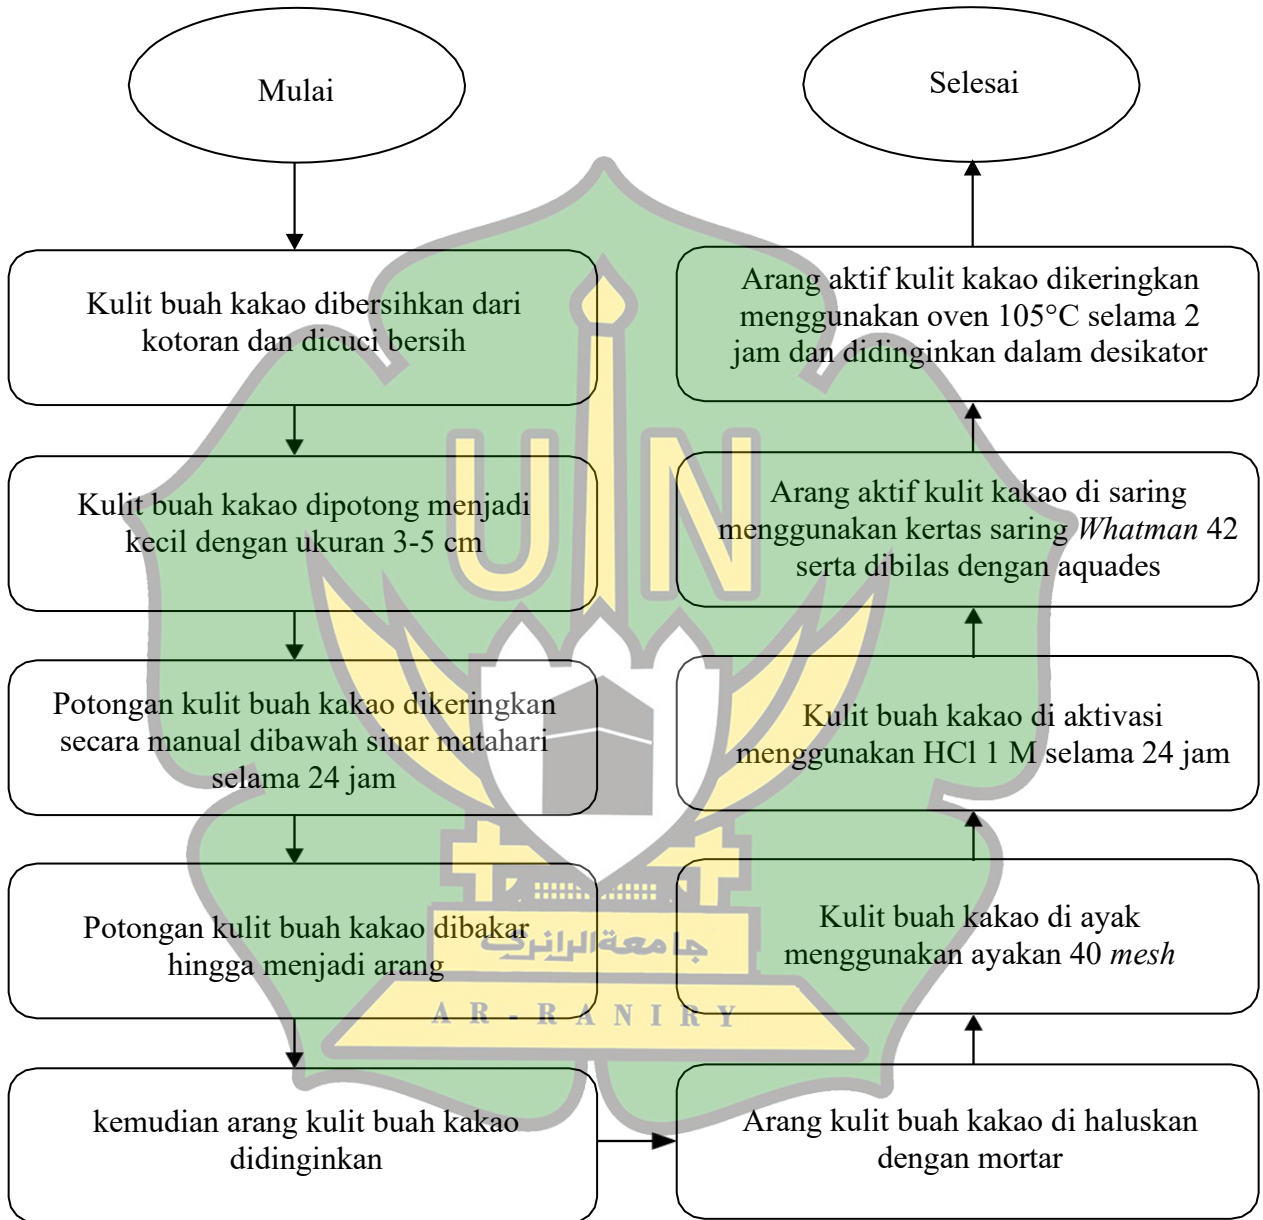 Mulai
Kulit buah kakao dibersihkan dari
kotoran dan dicuci bersih
Kulit buah kakao dipotong menjadi
kecil dengan ukuran 3-5 cm
Potongan kulit buah kakao dikeringkan
secara manual dibawah sinar matahari
selama 24 jam
Potongan kulit buah kakao dibakar
hingga menjadi arang
kemudian arang kulit buah kakao
didinginkan
Arang kulit buah kakao di haluskan
dengan mortar
Kulit buah kakao di ayak
menggunakan ayakan 40 mesh
Kulit buah kakao di aktivasi
menggunakan HCl 1 M selama 24 jam
Arang aktif kulit kakao di saring
menggunakan kertas saring Whatman 42
serta dibilas dengan aquades
Arang aktif kulit kakao dikeringkan
menggunakan oven 105°C selama 2
jam dan didinginkan dalam desikator
Selesai
UIN
جامعة الرانري
AR-RANIRY